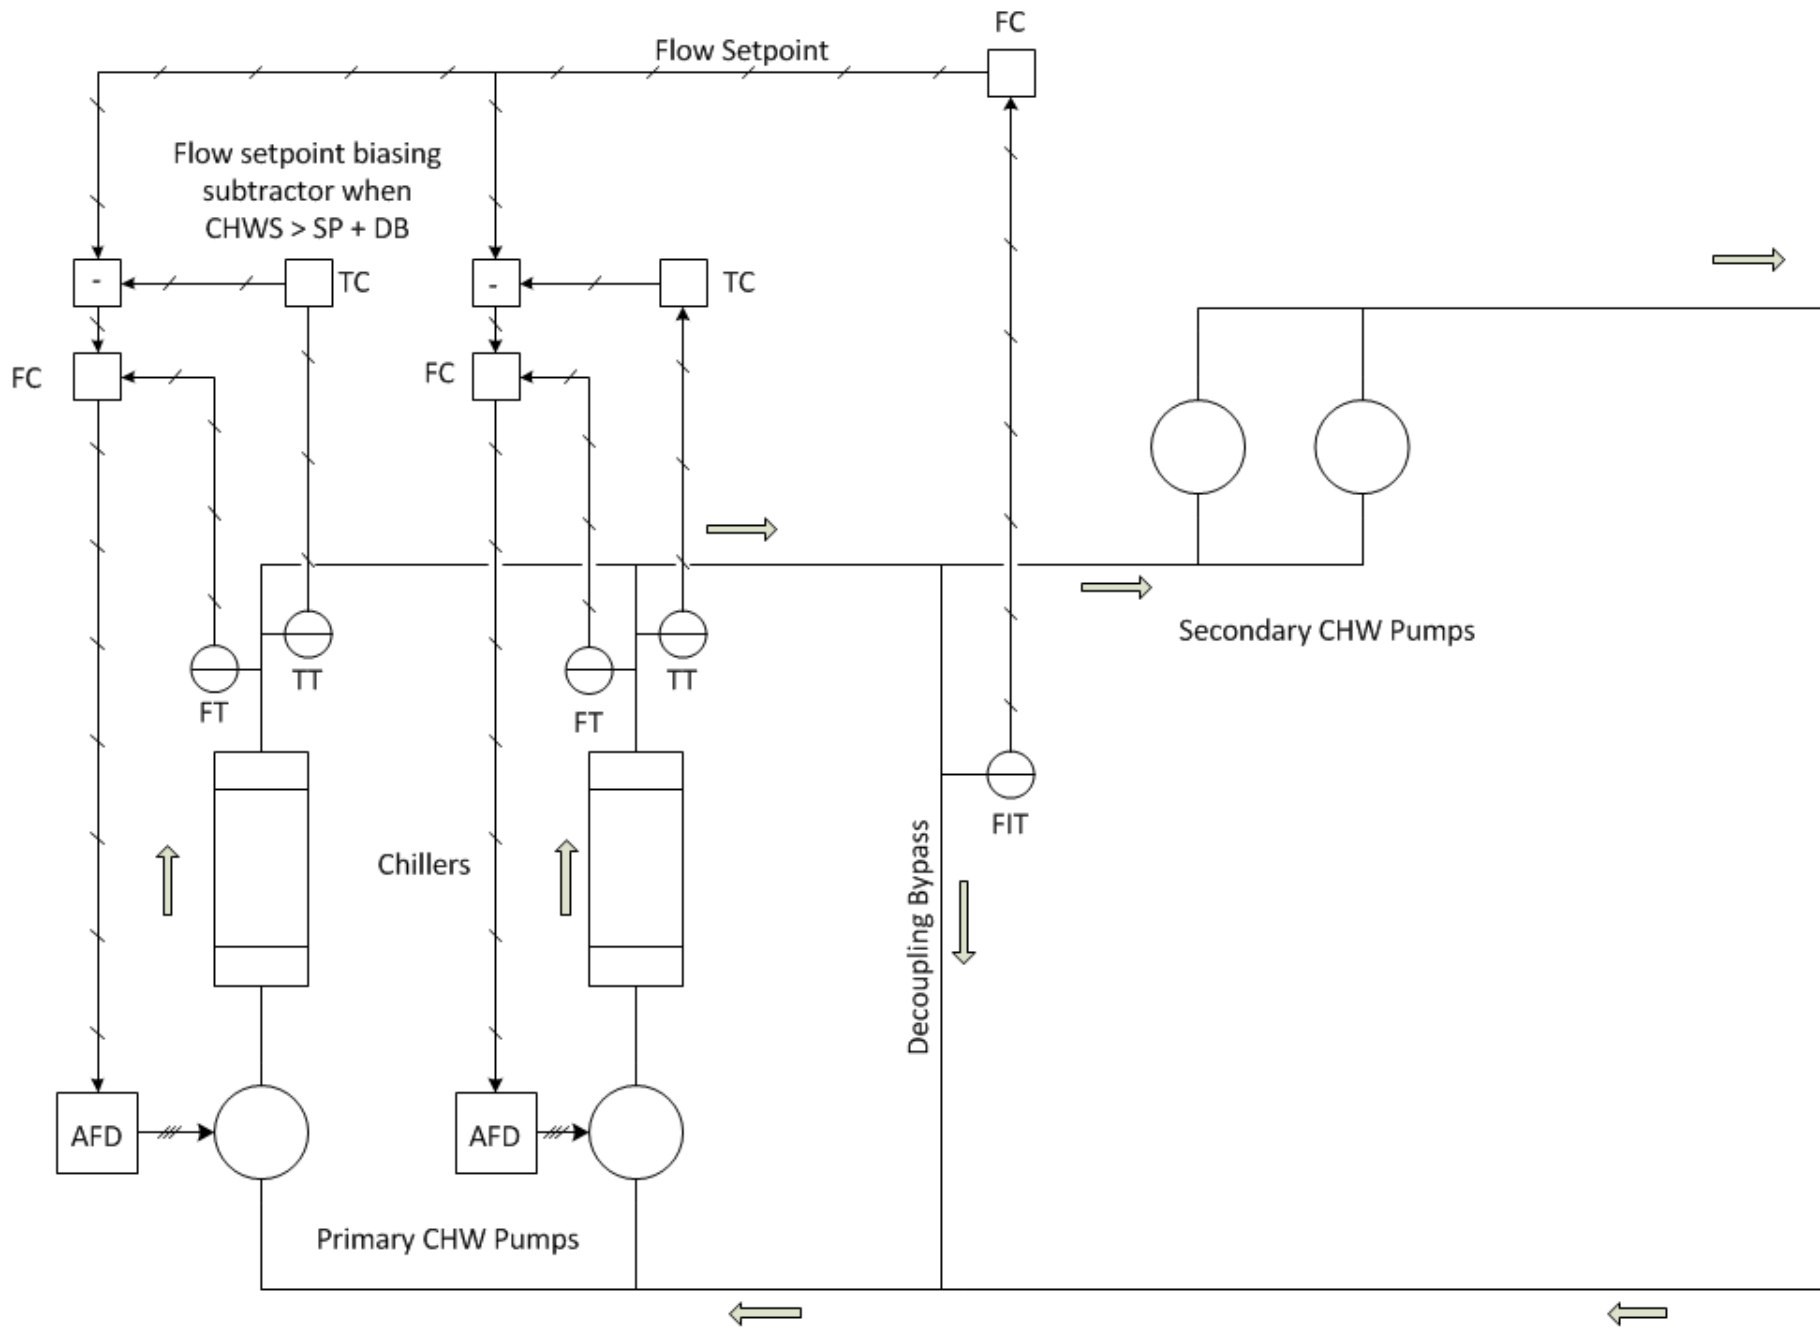 FC
Flow Setpoint
Flow setpoint biasing
subtractor when
CHWS > SP + DB
-
TC
-
TC
FC
FC
Secondary CHW Pumps
TT
TT
FT
FT
FIT
Chillers
Decoupling Bypass
AFD
AFD
Primary CHW Pumps